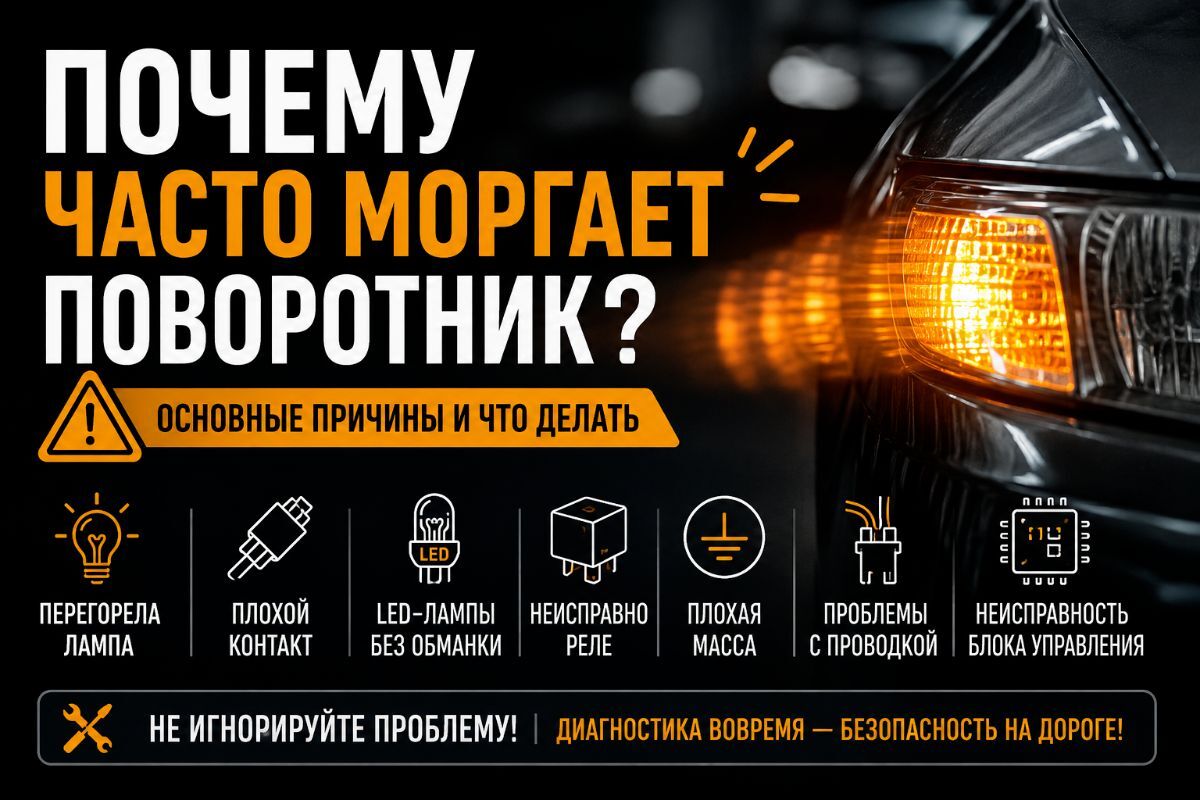 ПОЧЕМУ
ЧАСТО МОРГАЕТ
ПОВОРОТНИК?
ОСНОВНЫЕ ПРИЧИНЫ И ЧТО ДЕЛАТЬ
LED
ПЕРЕГОРЕЛА
ЛАМПА
ПЛОХОЙ
КОНТАКТ
LED-ЛАМПЫ
БЕЗ ОБМАНКИ
НЕИСПРАВНО
РЕЛЕ
ПЛОХАЯ
МАССА
ПРОБЛЕМЫ
С ПРОВОДКОЙ
НЕИСПРАВНОСТЬ
БЛОКА УПРАВЛЕНИЯ
НЕ ИГНОРИРУЙТЕ ПРОБЛЕМУ! | ДИАГНОСТИКА ВОВРЕМЯ — БЕЗОПАСНОСТЬ НА ДОРОГЕ!